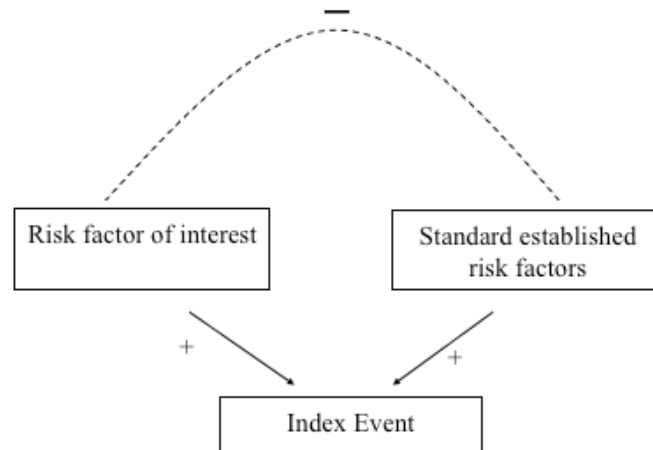 –
Risk factor of interest
Standard established
risk factors
+
+
Index Event